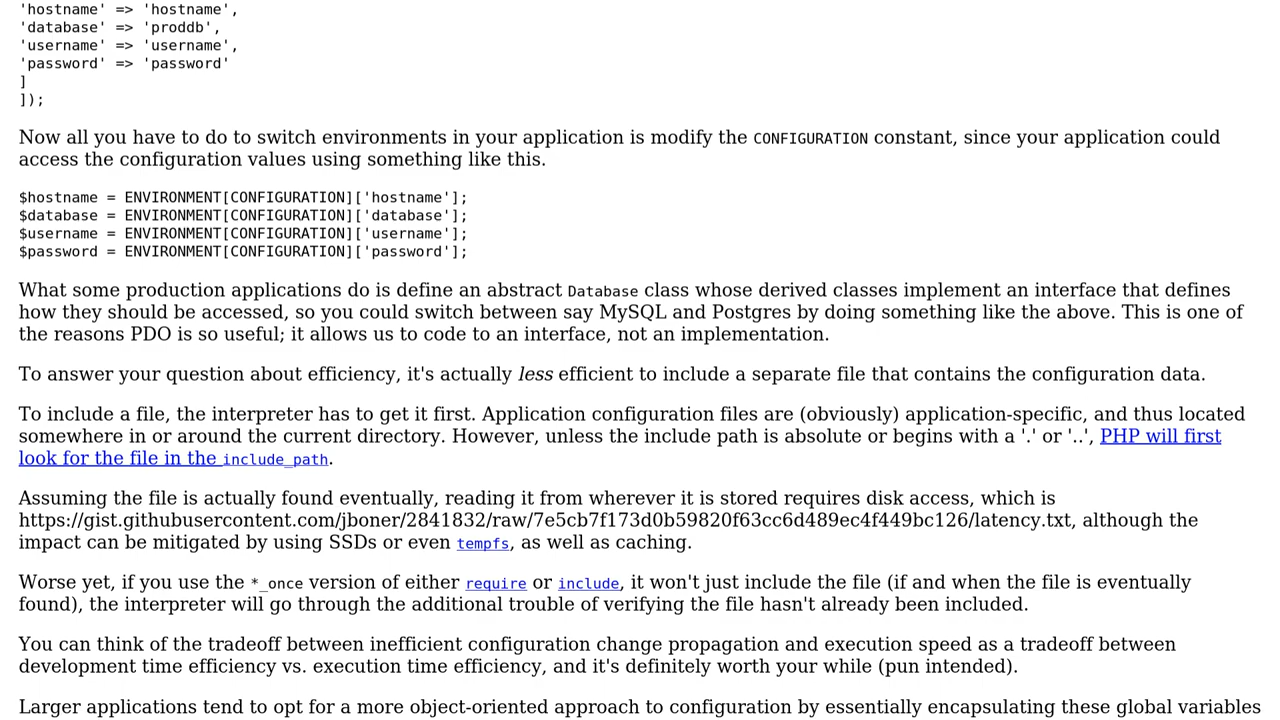 'hostname' => 'hostname',
'database' => 'proddb',
'username' => 'username',
'password' => 'password'
]
]);
Now all you have to do to switch environments in your application is modify the CONFIGURATION constant, since your application could
access the configuration values using something like this.
$hostname = ENVIRONMENT[CONFIGURATION]['hostname'];
$database = ENVIRONMENT[CONFIGURATION]['database'];
$username = ENVIRONMENT[CONFIGURATION]['username'];
$password = ENVIRONMENT[CONFIGURATION]['password'];
What some production applications do is define an abstract Database class whose derived classes implement an interface that defines
how they should be accessed, so you could switch between say MySQL and Postgres by doing something like the above. This is one of
the reasons PDO is so useful; it allows us to code to an interface, not an implementation.
To answer your question about efficiency, it's actually less efficient to include a separate file that contains the configuration data.
To include a file, the interpreter has to get it first. Application configuration files are (obviously) application-specific, and thus located
somewhere in or around the current directory. However, unless the include path is absolute or begins with a '.' or '..', PHP will first
look for the file in the include_path.
Assuming the file is actually found eventually, reading it from wherever it is stored requires disk access, which is
https://gist.githubusercontent.com/jboner/2841832/raw/7e5cb7f173d0b59820f63cc6d489ec4f449bc126/latency.txt, although the
impact can be mitigated by using SSDs or even tempfs, as well as caching.
Worse yet, if you use the *_once version of either require or include, it won't just include the file (if and when the file is eventually
found), the interpreter will go through the additional trouble of verifying the file hasn't already been included.
You can think of the tradeoff between inefficient configuration change propagation and execution speed as a tradeoff between
development time efficiency vs. execution time efficiency, and it's definitely worth your while (pun intended).
Larger applications tend to opt for a more object-oriented approach to configuration by essentially encapsulating these global variables